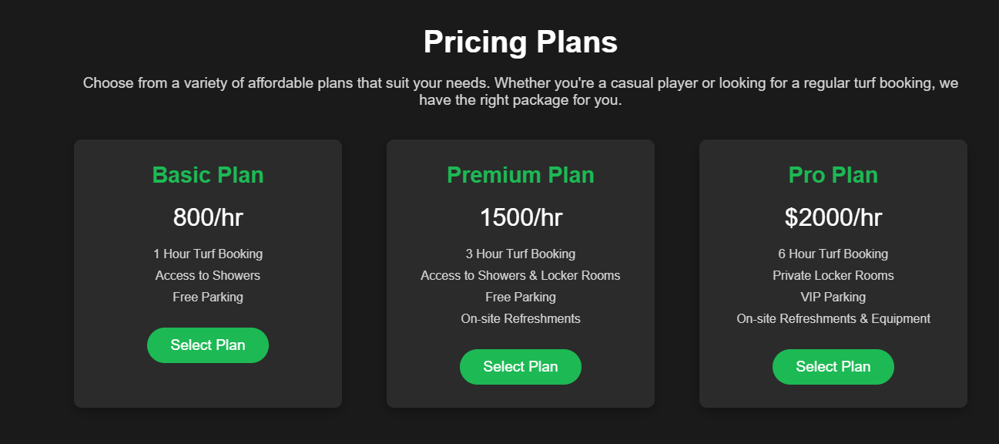 Pricing Plans
Choose from a variety of affordable plans that suit your needs. Whether you're a casual player or looking for a regular turf booking, we
have the right package for you.
Basic Plan
800/hr
1 Hour Turf Booking
Access to Showers
Free Parking
Select Plan
Premium Plan
1500/hr
3 Hour Turf Booking
Access to Showers & Locker Rooms
Free Parking
On-site Refreshments
Select Plan
Pro Plan
$2000/hr
6 Hour Turf Booking
Private Locker Rooms
VIP Parking
On-site Refreshments & Equipment
Select Plan